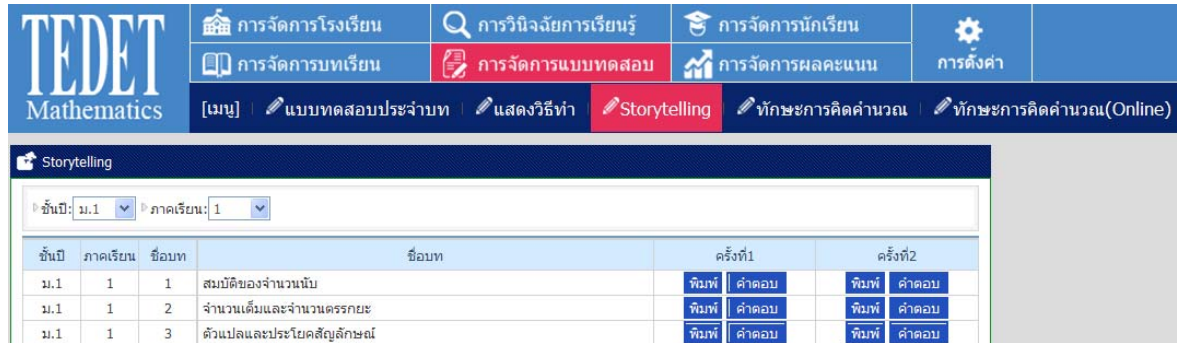 TEDET
Mathematics
การจัดการโรงเรียน การวินิจฉัยการเรียนรู้ การจัดการนักเรียน
การจัดการบทเรียน การจัดการแบบทดสอบ การจัดการผลคะแนน การตั้งค่า
[เมนู] แบบทดสอบประจำบท แสดงวิธีทำ Storytelling ทักษะการคิดคำนวณ ทักษะการคิดคำนวณ(Online)
Storytelling
ชั้นปี: ม.1 ภาคเรียน: 1
ชั้นปี ภาคเรียน ชื่อบท ชื่อบท ครั้งที่1 ครั้งที่2
ม.1 1 1 สมบัติของจำนวนนับ พิมพ์ คำตอบ พิมพ์ คำตอบ
ม.1 1 2 จำนวนเต็มและจำนวนตรรกยะ พิมพ์ คำตอบ พิมพ์ คำตอบ
ม.1 1 3 ตัวแปลและประโยคสัญลักษณ์ พิมพ์ คำตอบ พิมพ์ คำตอบ